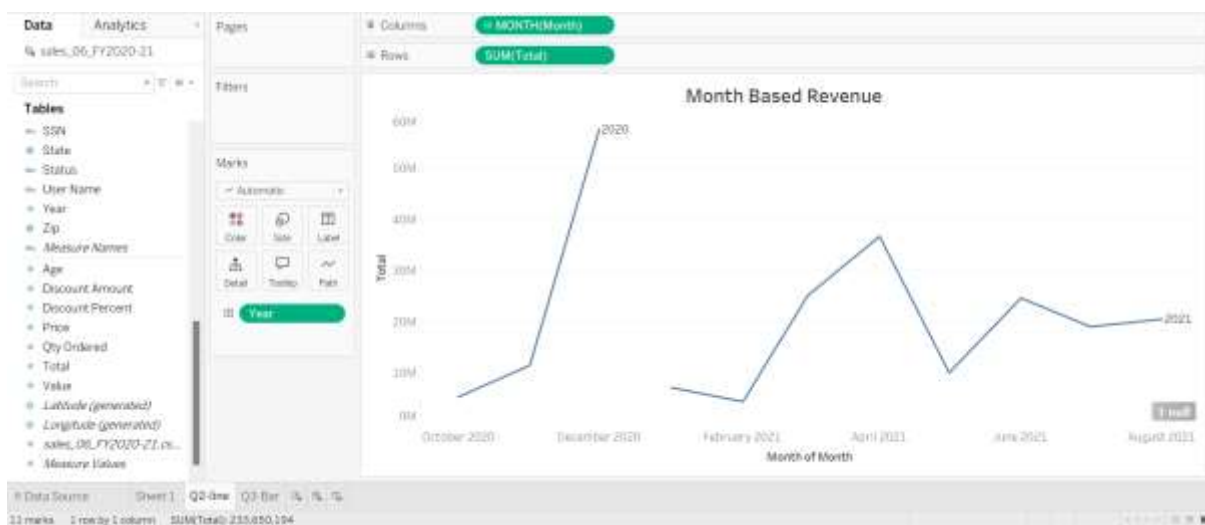 Data Analytics
sales_06_FY2020-21
Search
Tables
SSN
State
Status
User Name
Year
Zip
Measure Names
Age
Discount Amount
Discount Percent
Price
Qty Ordered
Total
Value
Latitude (generated)
Longitude (generated)
sales_06_FY2020-21.cs...
Measure Values
Pages
Filters
Marks
Automatic
Color Size Label
Detail Tooltip Path
Year
Columns MONTH(Month)
Rows SUM(Total)
Month Based Revenue
60M
50M
40M
30M
20M
10M
0M
Total
2020
2021
1 null
October 2020 December 2020 February 2021 April 2021 June 2021 August 2021
Month of Month
Data Source Sheet 1 Q2-line Q3-Bar
11 marks 1 row by 1 column SUM(Total): 233,650,194